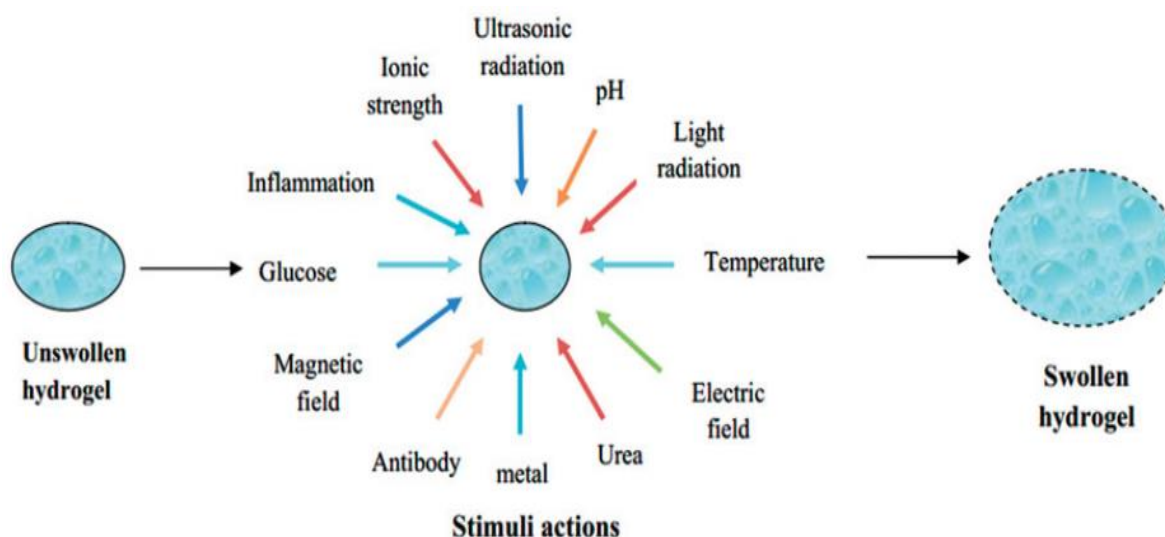 Ultrasonic
radiation
Ionic
strength
pH
Light
radiation
Inflammation
Glucose
Temperature
Unswollen
hydrogel
Magnetic
field
Electric
field
Swollen
hydrogel
Antibody
metal
Urea
Stimuli actions